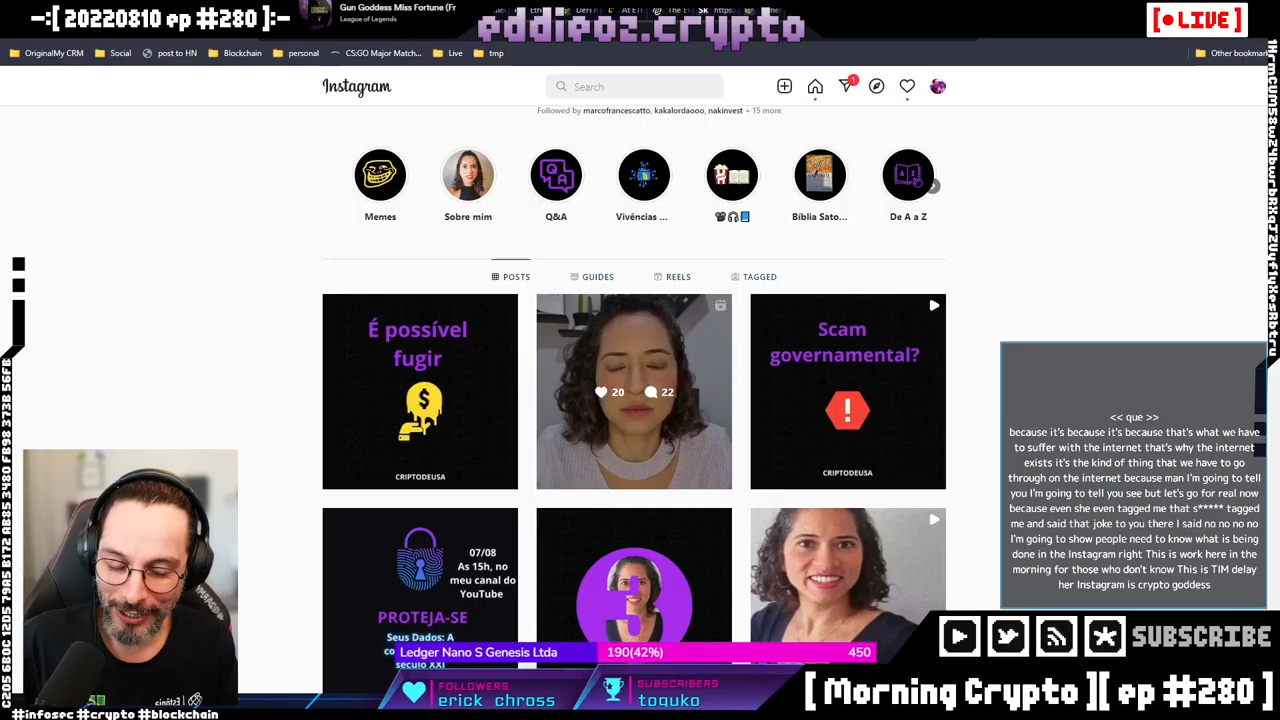 -:[ 20220810 ep #280 ]:-
Gun Goddess Miss Fortune (Fr
League of Legends
eddieoz.crypto
[● LIVE]
OriginalMy CRM
Social
post to HN
Blockchain
personal
CS:GO Major Match...
Live
tmp
Other bookmark
Instagram
Search
1
Followed by marcofrancescatto, kakalordaooo, nakinvest + 15 more
Memes
Sobre mim
Q&A
Vivências ...
Bíblia Sato...
De A a Z
POSTS
GUIDES
REELS
TAGGED
É possível
fugir
CRIPTODEUSA
20
22
Scam
governamental?
CRIPTODEUSA
07/08
As 15h, no
meu canal do
YouTube
PROTEJA-SE
Seus Dados: A
<< que >>
because it's because it's because that's what we have
to suffer with the internet that's why the internet
exists it's the kind of thing that we have to go
through on the internet because man I'm going to tell
you I'm going to tell you see but let's go for real now
because even she even tagged me that s***** tagged
me and said that joke to you there I said no no no no
I'm going to show people need to know what is being
done in the Instagram right This is work here in the
morning for those who don't know This is TIM delay
her Instagram is crypto goddess
Ledger Nano S Genesis Ltda
190(42%)
450
FOLLOWERS
erick chross
SUBSCRIBERS
toguko
SUBSCRIBE
[ Morning Crypto ][ ep #280 ]
#infosec #crypto #blockchain